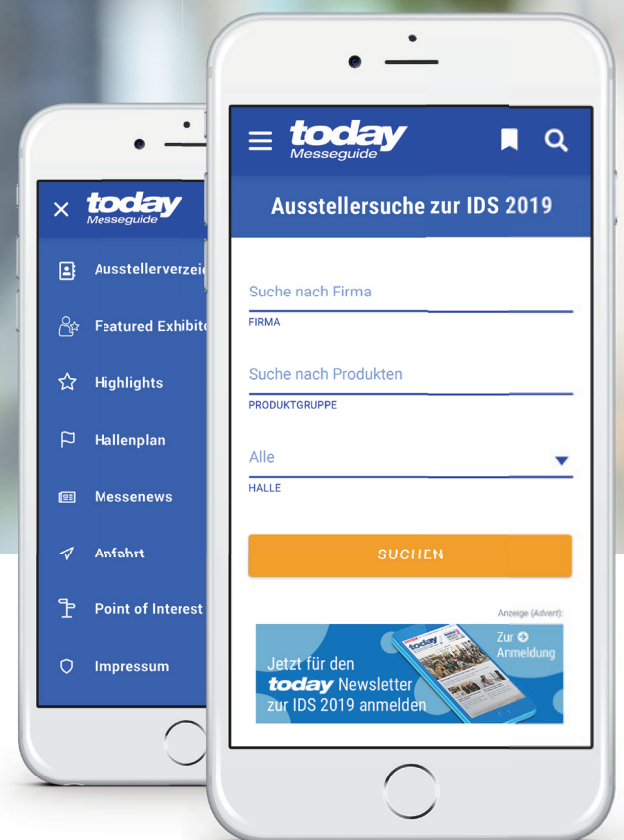 today
Messeguide
Ausstellerverzei
Featured Exhibito
Highlights
Hallenplan
Messenews
Anfahrt
Point of Interest
Impressum
today
Messeguide
Ausstellersuche zur IDS 2019
Suche nach Firma
FIRMA
Suche nach Produkten
PRODUKTGRUPPE
Alle
HALLE
SUCHEN
Anzeige (Advert):
Jetzt für den
today Newsletter
zur IDS 2019 anmelden
today
Zur
Anmeldung